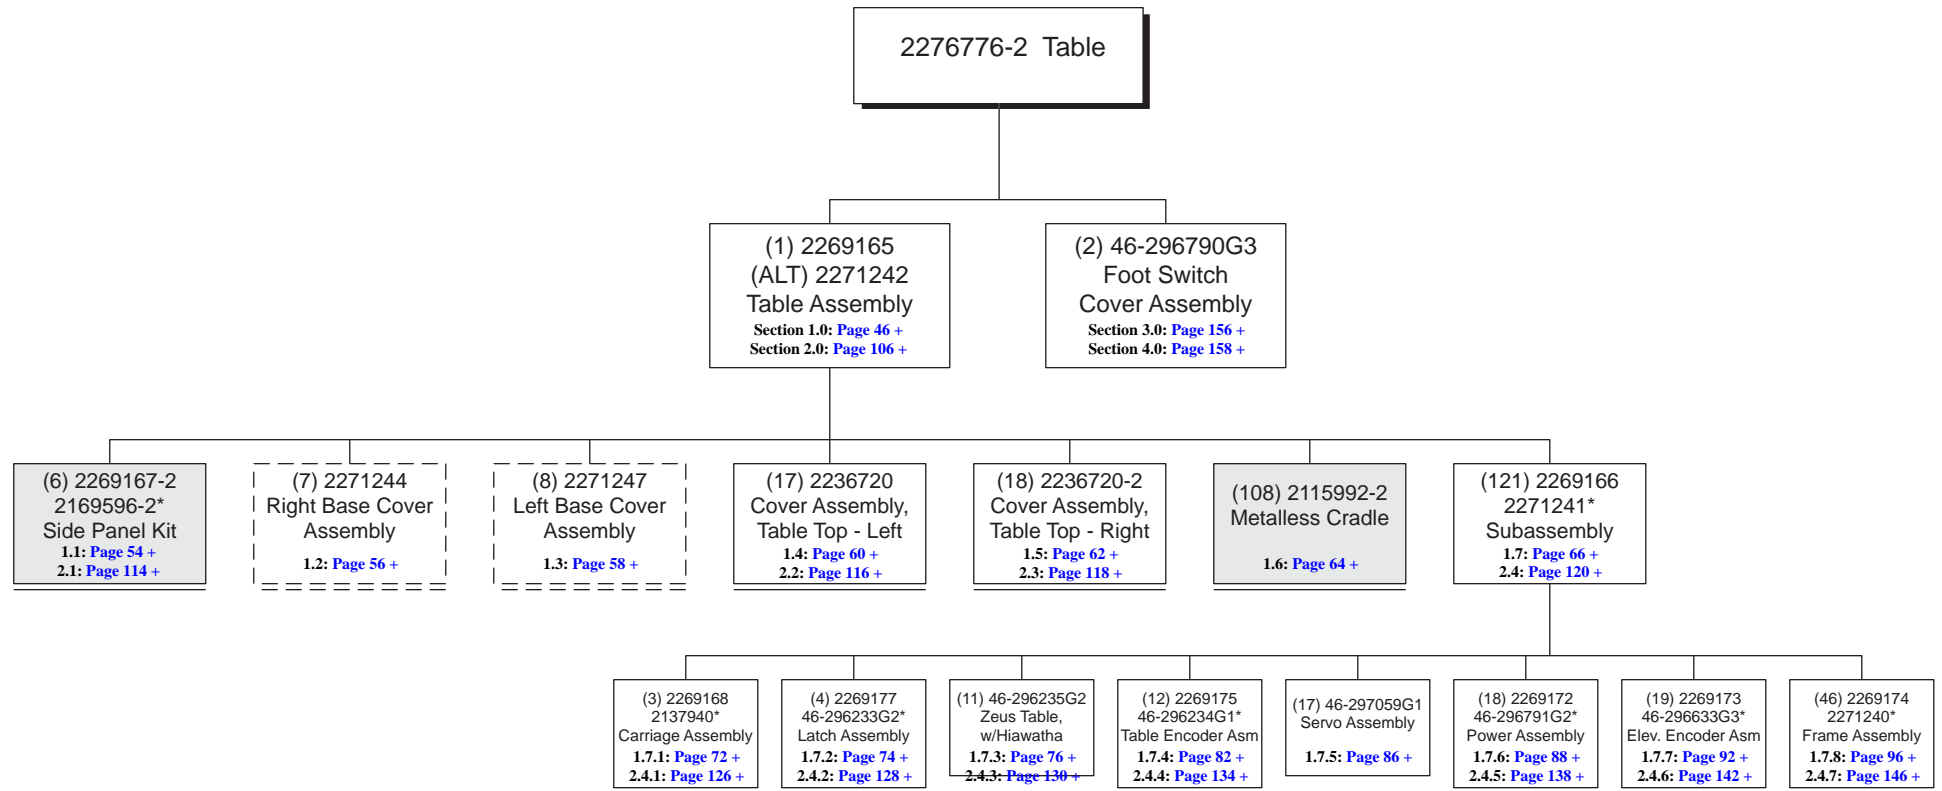 2276776-2 Table
(1) 2269165
(ALT) 2271242
Table Assembly
Section 1.0: Page 46 +
Section 2.0: Page 106 +
(2) 46-296790G3
Foot Switch
Cover Assembly
Section 3.0: Page 156 +
Section 4.0: Page 158 +
(6) 2269167-2
2169596-2*
Side Panel Kit
1.1: Page 54 +
2.1: Page 114 +
(7) 2271244
Right Base Cover
Assembly
1.2: Page 56 +
(8) 2271247
Left Base Cover
Assembly
1.3: Page 58 +
(17) 2236720
Cover Assembly,
Table Top - Left
1.4: Page 60 +
2.2: Page 116 +
(18) 2236720-2
Cover Assembly,
Table Top - Right
1.5: Page 62 +
2.3: Page 118 +
(108) 2115992-2
Metalless Cradle
1.6: Page 64 +
(121) 2269166
2271241*
Subassembly
1.7: Page 66 +
2.4: Page 120 +
(3) 2269168
2137940*
Carriage Assembly
1.7.1: Page 72 +
2.4.1: Page 126 +
(4) 2269177
46-296233G2*
Latch Assembly
1.7.2: Page 74 +
2.4.2: Page 128 +
(11) 46-296235G2
Zeus Table,
w/Hiawatha
1.7.3: Page 76 +
2.4.3: Page 130 +
(12) 2269175
46-296234G1*
Table Encoder Asm
1.7.4: Page 82 +
2.4.4: Page 134 +
(17) 46-297059G1
Servo Assembly
1.7.5: Page 86 +
(18) 2269172
46-296791G2*
Power Assembly
1.7.6: Page 88 +
2.4.5: Page 138 +
(19) 2269173
46-296633G3*
Elev. Encoder Asm
1.7.7: Page 92 +
2.4.6: Page 142 +
(46) 2269174
2271240*
Frame Assembly
1.7.8: Page 96 +
2.4.7: Page 146 +